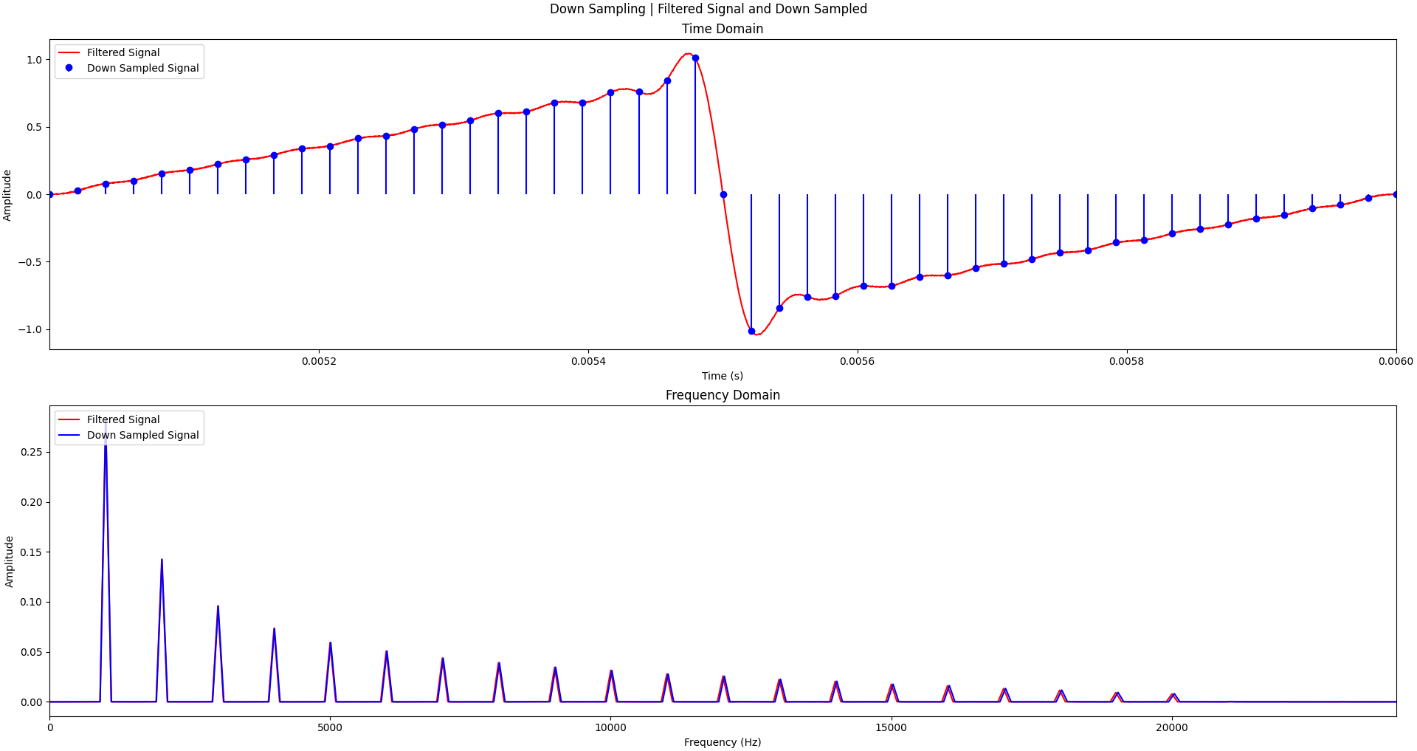 Down Sampling | Filtered Signal and Down Sampled
Time Domain
Filtered Signal
Down Sampled Signal
1.0
0.5
0.0
−0.5
−1.0
Amplitude
0.0052
0.0054
0.0056
0.0058
0.0060
Time (s)
Frequency Domain
Filtered Signal
Down Sampled Signal
0.25
0.20
0.15
0.10
0.05
0.00
Amplitude
0
5000
10000
15000
20000
Frequency (Hz)